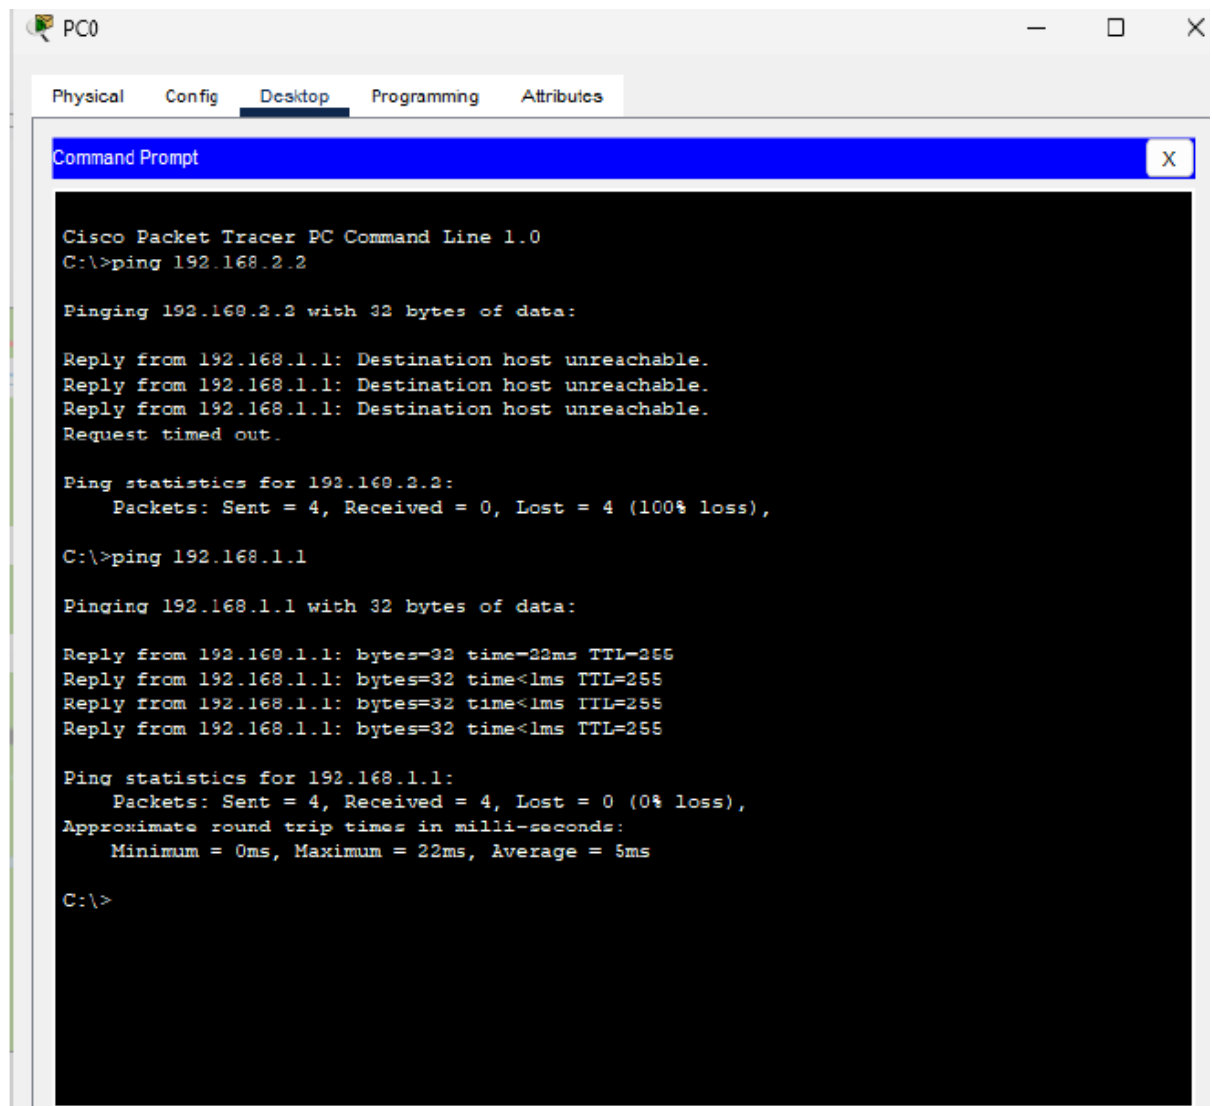 PC0
Physical Config Desktop Programming Attributes
Command Prompt
X
Cisco Packet Tracer PC Command Line 1.0
C:\>ping 192.168.2.2
Pinging 192.168.2.2 with 32 bytes of data:
Reply from 192.168.1.1: Destination host unreachable.
Reply from 192.168.1.1: Destination host unreachable.
Reply from 192.168.1.1: Destination host unreachable.
Request timed out.
Ping statistics for 192.168.2.2:
Packets: Sent = 4, Received = 0, Lost = 4 (100% loss),
C:\>ping 192.168.1.1
Pinging 192.168.1.1 with 32 bytes of data:
Reply from 192.168.1.1: bytes=32 time=22ms TTL=255
Reply from 192.168.1.1: bytes=32 time<1ms TTL=255
Reply from 192.168.1.1: bytes=32 time<1ms TTL=255
Reply from 192.168.1.1: bytes=32 time<1ms TTL=255
Ping statistics for 192.168.1.1:
Packets: Sent = 4, Received = 4, Lost = 0 (0% loss),
Approximate round trip times in milli-seconds:
Minimum = 0ms, Maximum = 22ms, Average = 5ms
C:\>